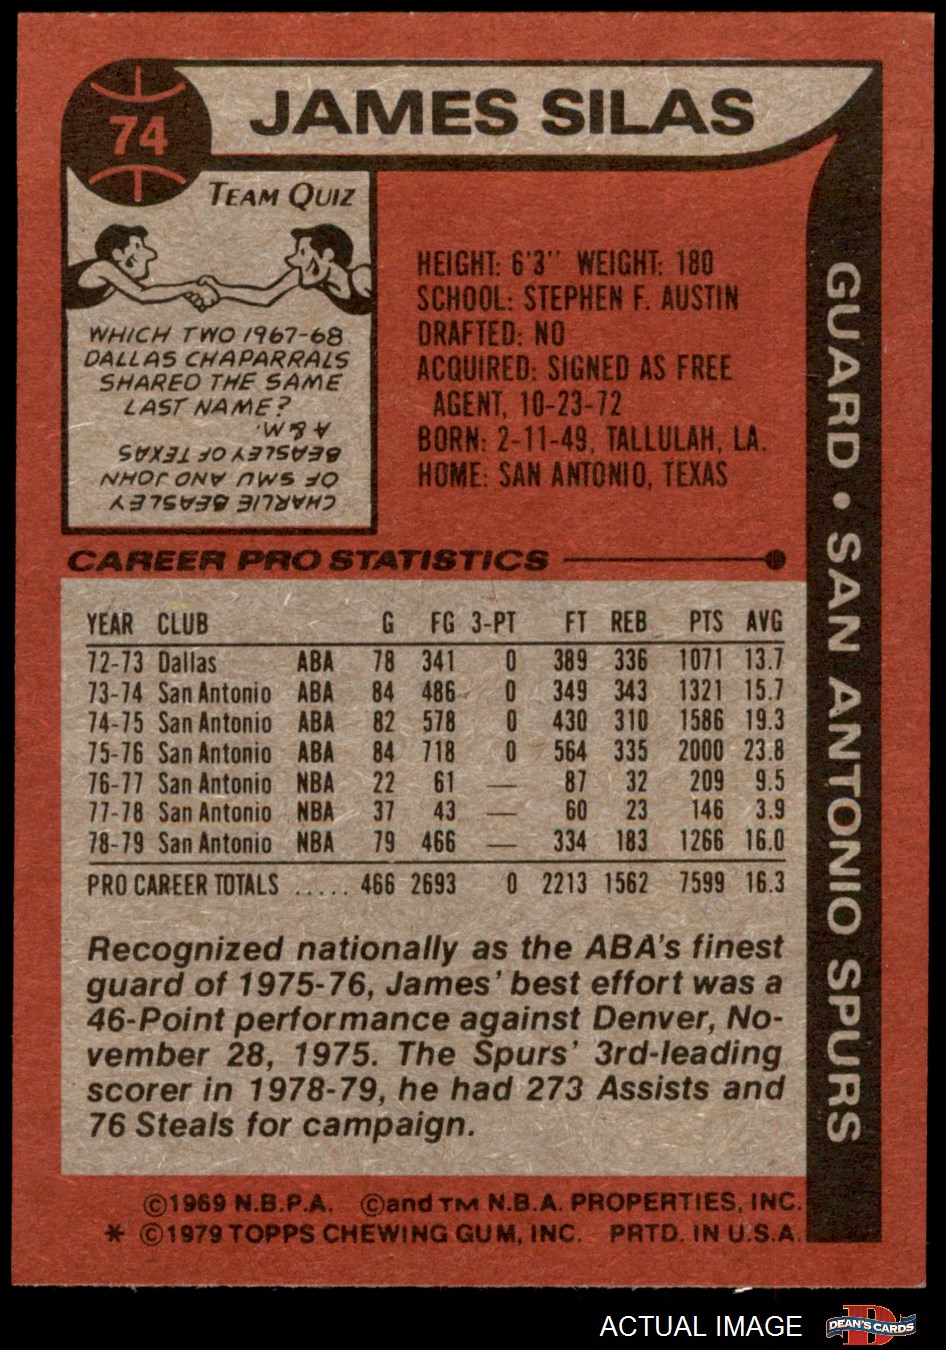 74
JAMES SILAS
TEAM QUIZ
WHICH TWO 1967-68
DALLAS CHAPARRALS
SHARED THE SAME
LAST NAME?
CHARLIE BEASLEY
OF SMU AND JOHN
BEASLEY OF TEXAS
A & M.
HEIGHT: 6'3" WEIGHT: 180
SCHOOL: STEPHEN F. AUSTIN
DRAFTED: NO
ACQUIRED: SIGNED AS FREE
AGENT, 10-23-72
BORN: 2-11-49, TALLULAH, LA.
HOME: SAN ANTONIO, TEXAS
GUARD • SAN ANTONIO SPURS
CAREER PRO STATISTICS
YEAR CLUB G FG 3-PT FT REB PTS AVG
72-73 Dallas ABA 78 341 0 389 336 1071 13.7
73-74 San Antonio ABA 84 486 0 349 343 1321 15.7
74-75 San Antonio ABA 82 578 0 430 310 1586 19.3
75-76 San Antonio ABA 84 718 0 564 335 2000 23.8
76-77 San Antonio NBA 22 61 — 87 32 209 9.5
77-78 San Antonio NBA 37 43 — 60 23 146 3.9
78-79 San Antonio NBA 79 466 — 334 183 1266 16.0
PRO CAREER TOTALS ..... 466 2693 0 2213 1562 7599 16.3
Recognized nationally as the ABA's finest
guard of 1975-76, James' best effort was a
46-Point performance against Denver, No-
vember 28, 1975. The Spurs' 3rd-leading
scorer in 1978-79, he had 273 Assists and
76 Steals for campaign.
©1969 N.B.P.A. ©and TM N.B.A. PROPERTIES, INC.
* ©1979 TOPPS CHEWING GUM, INC. PRTD. IN U.S.A.
ACTUAL IMAGE
D
DEAN'S CARDS